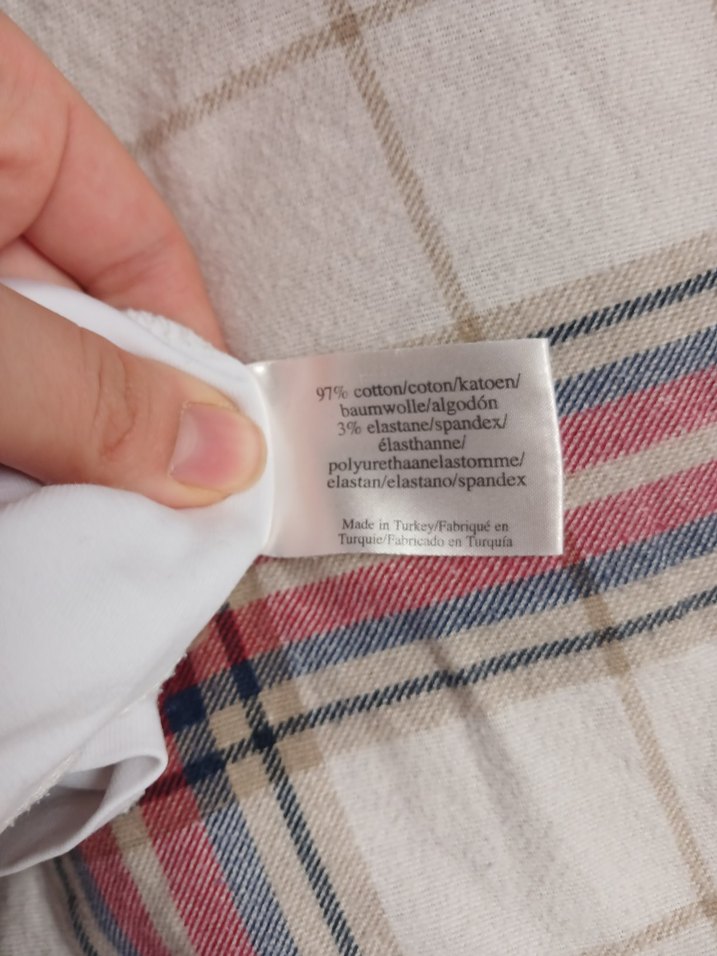 97% cotton/coton/katoen/
baumwolle/algodón
3% elastane/spandex/
élasthanne/
polyurethaanelastomme/
elastan/elastano/spandex
Made in Turkey/Fabriqué en
Turquie/Fabricado en Turquía